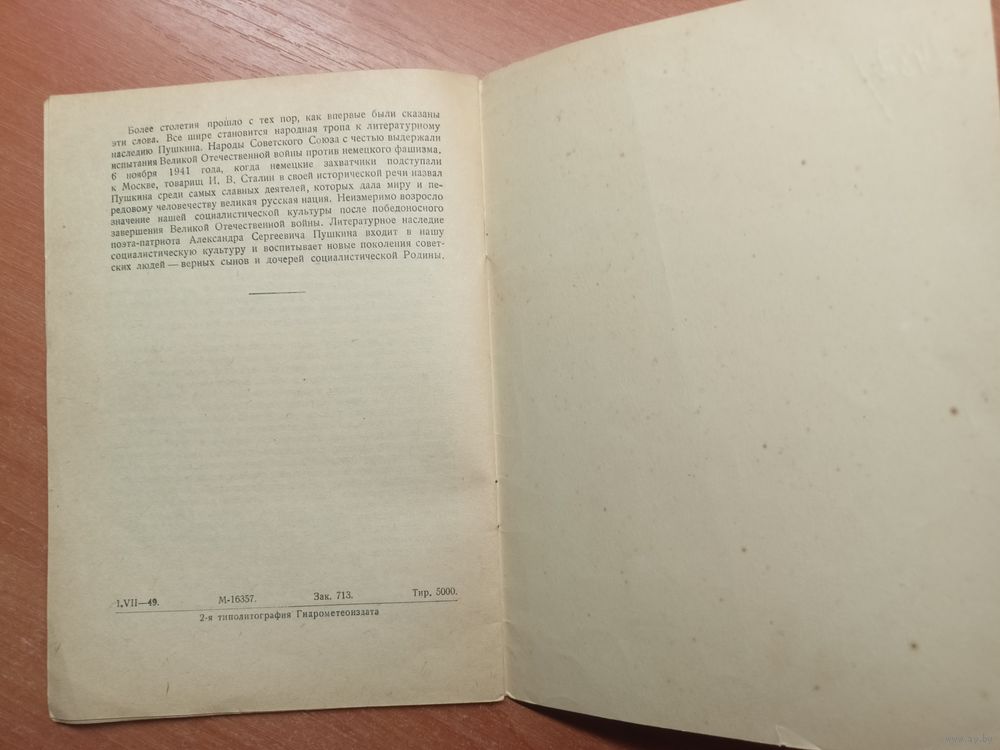 Более столетия прошло с тех пор, как впервые были сказаны
эти слова. Все шире становится народная тропа к литературному
наследию Пушкина. Народы Советского Союза с честью выдержали
испытания Великой Отечественной войны против немецкого фашизма.
6 ноября 1941 года, когда немецкие захватчики подступали
к Москве, товарищ И. В. Сталин в своей исторической речи назвал
Пушкина среди самых славных деятелей, которых дала миру и пе-
редовому человечеству великая русская нация. Неизмеримо возросло
значение нашей социалистической культуры после победоносного
завершения Великой Отечественной войны. Литературное наследие
поэта-патриота Александра Сергеевича Пушкина входит в нашу
социалистическую культуру и воспитывает новые поколения совет-
ских людей — верных сынов и дочерей социалистической Родины.
1.VII—49. М-16357. Зак. 713. Тир. 5000.
2-я типолитография Гидрометеоиздата
www.ay.by